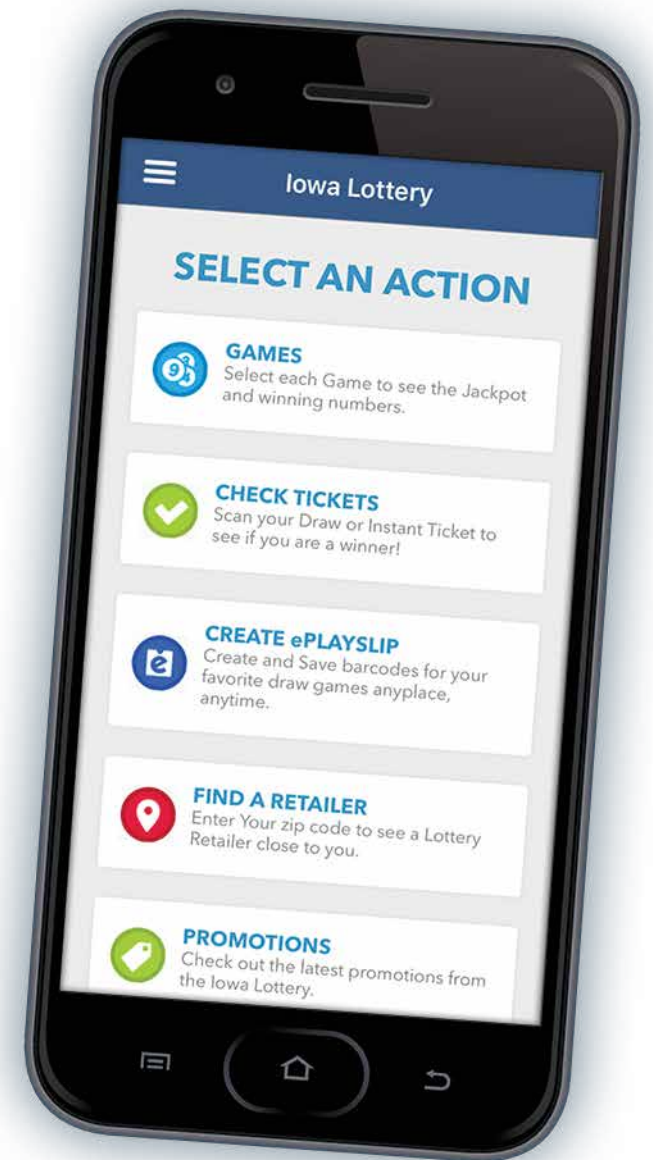 Iowa Lottery
SELECT AN ACTION
GAMES
Select each Game to see the Jackpot
and winning numbers.
CHECK TICKETS
Scan your Draw or Instant Ticket to
see if you are a winner!
CREATE ePLAYSLIP
Create and Save barcodes for your
favorite draw games anyplace,
anytime.
FIND A RETAILER
Enter Your zip code to see a Lottery
Retailer close to you.
PROMOTIONS
Check out the latest promotions from
the Iowa Lottery.